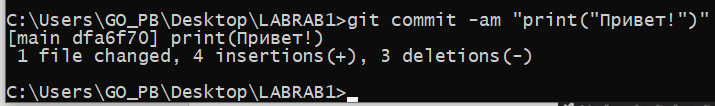 C:\Users\GO_PB\Desktop\LABRAB1>git commit -am "print("Привет!")"
[main dfa6f70] print(Привет!)
 1 file changed, 4 insertions(+), 3 deletions(-)
C:\Users\GO_PB\Desktop\LABRAB1>